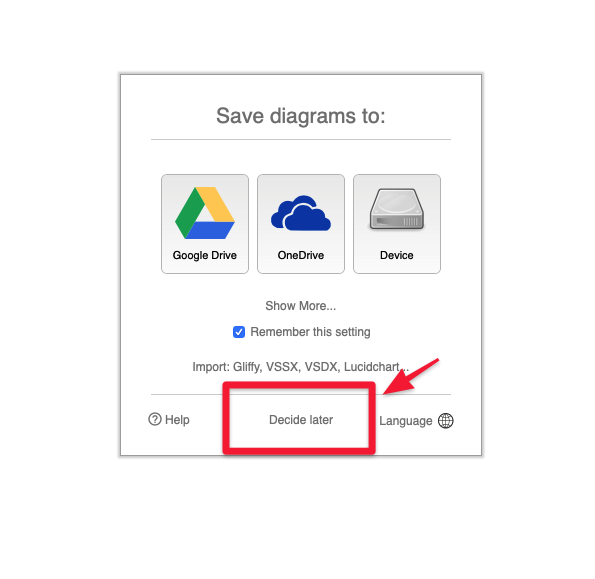 Save diagrams to:
Google Drive OneDrive Device
Show More...
Remember this setting
Import: Gliffy, VSSX, VSDX, Lucidchart...
Help Decide later Language